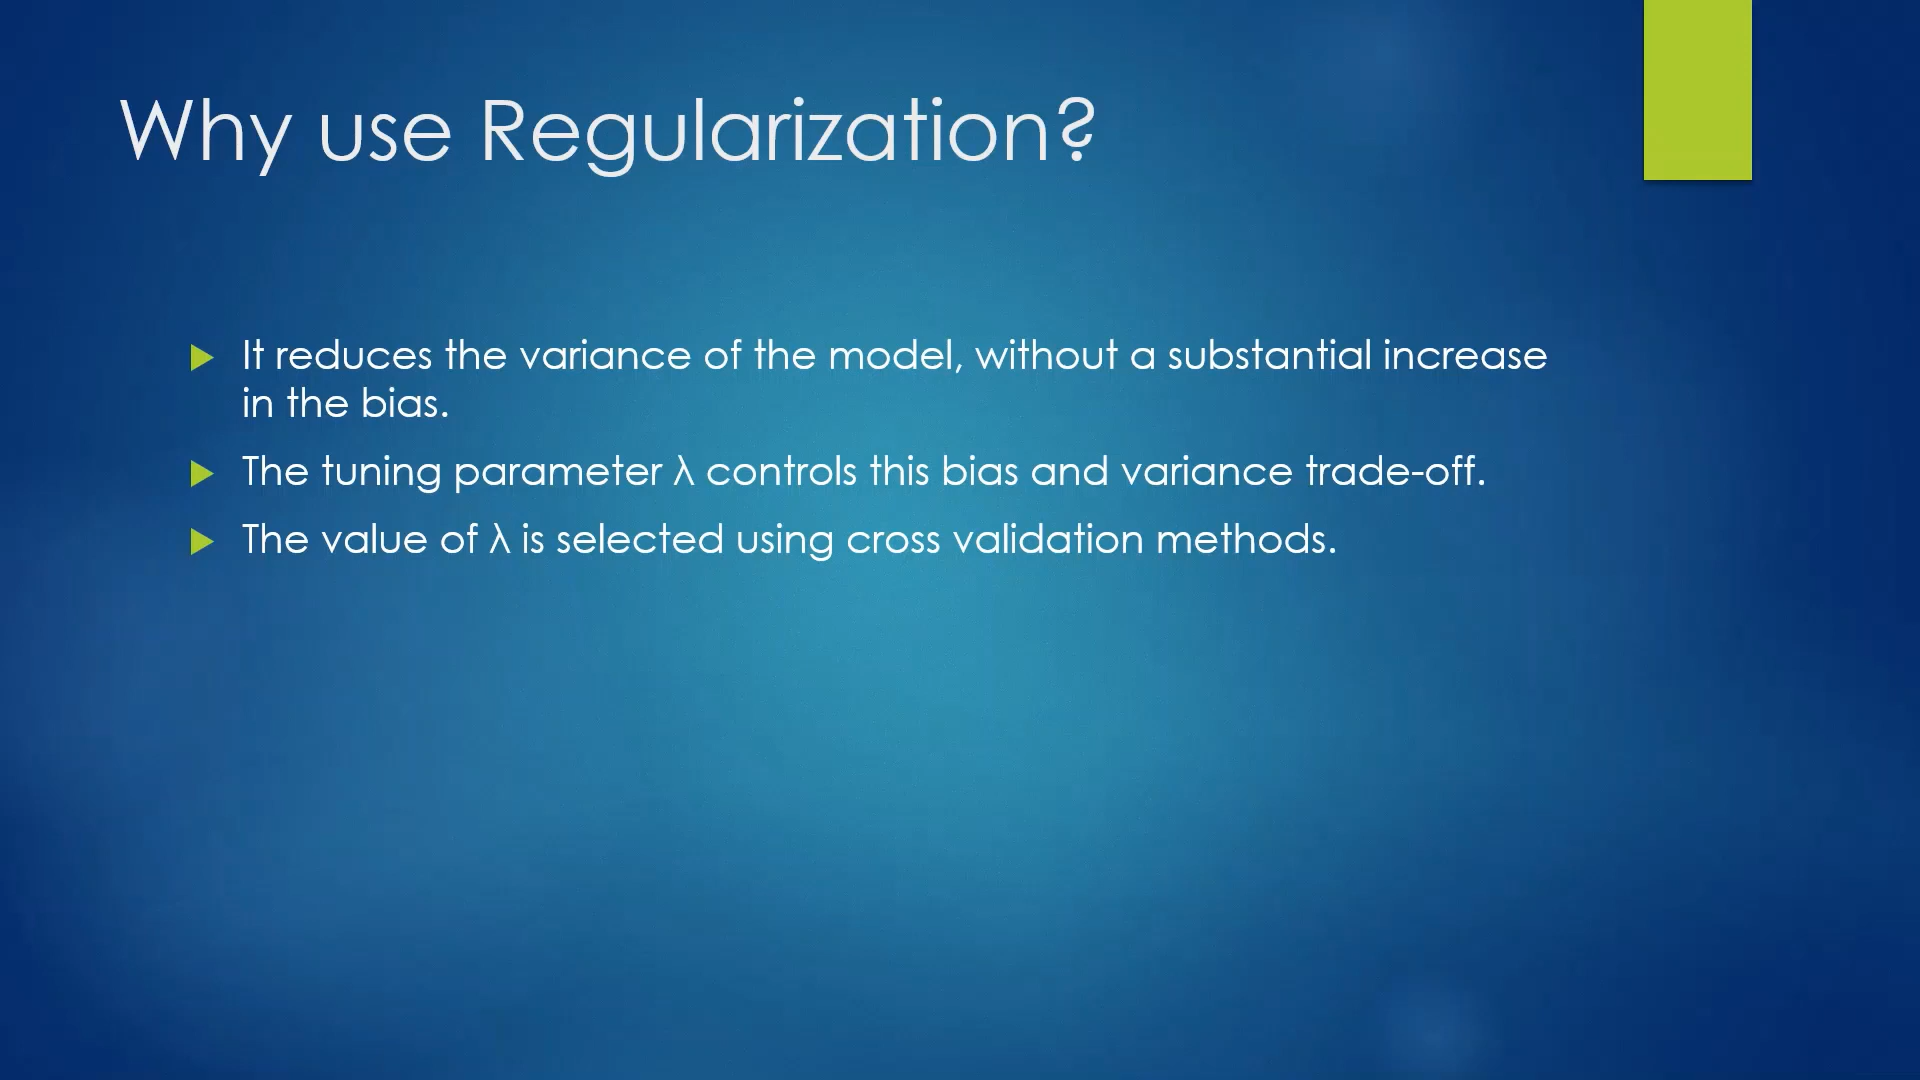 Why use Regularization?
It reduces the variance of the model, without a substantial increase
in the bias.
The tuning parameter λ controls this bias and variance trade-off.
The value of λ is selected using cross validation methods.